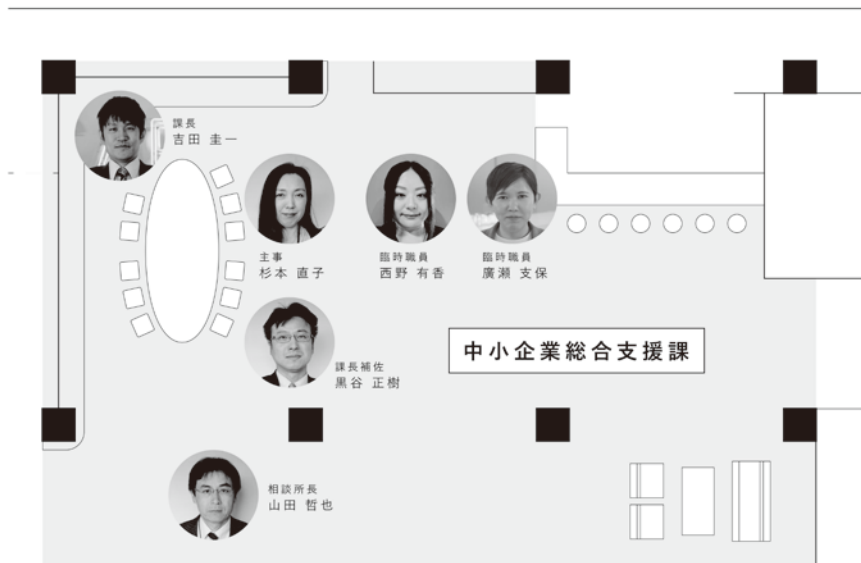 課長
吉田 圭一
主事
杉本 直子
臨時職員
西野 有香
臨時職員
廣瀬 支保
中小企業総合支援課
課長補佐
黒谷 正樹
相談所長
山田 哲也